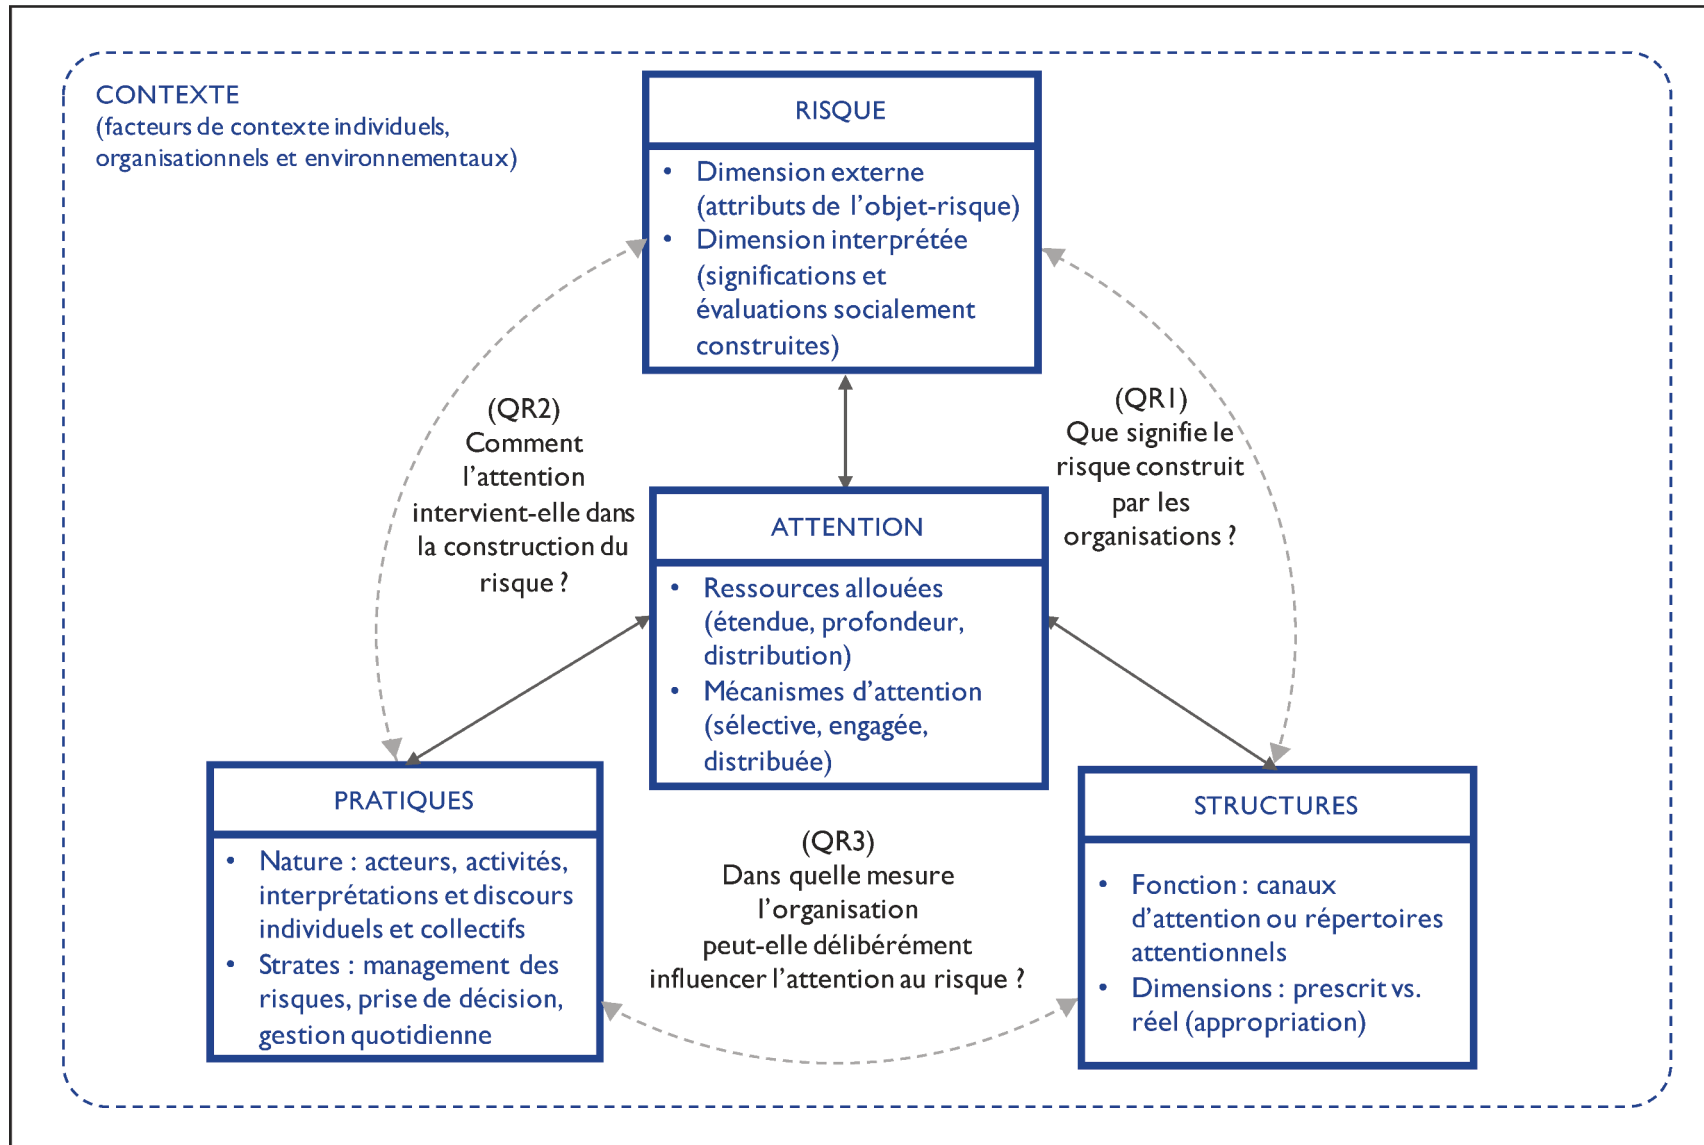 CONTEXTE
(facteurs de contexte individuels,
organisationnels et environnementaux)
RISQUE
• Dimension externe
(attributs de l’objet-risque)
• Dimension interprétée
(significations et
évaluations socialement
construites)
(QR2)
Comment
l’attention
intervient-elle dans
la construction du
risque ?
(QR1)
Que signifie le
risque construit
par les
organisations ?
ATTENTION
• Ressources allouées
(étendue, profondeur,
distribution)
• Mécanismes d’attention
(sélective, engagée,
distribuée)
PRATIQUES
• Nature : acteurs, activités,
interprétations et discours
individuels et collectifs
• Strates : management des
risques, prise de décision,
gestion quotidienne
(QR3)
Dans quelle mesure
l’organisation
peut-elle délibérément
influencer l’attention au risque ?
STRUCTURES
• Fonction : canaux
d’attention ou répertoires
attentionnels
• Dimensions : prescrit vs.
réel (appropriation)